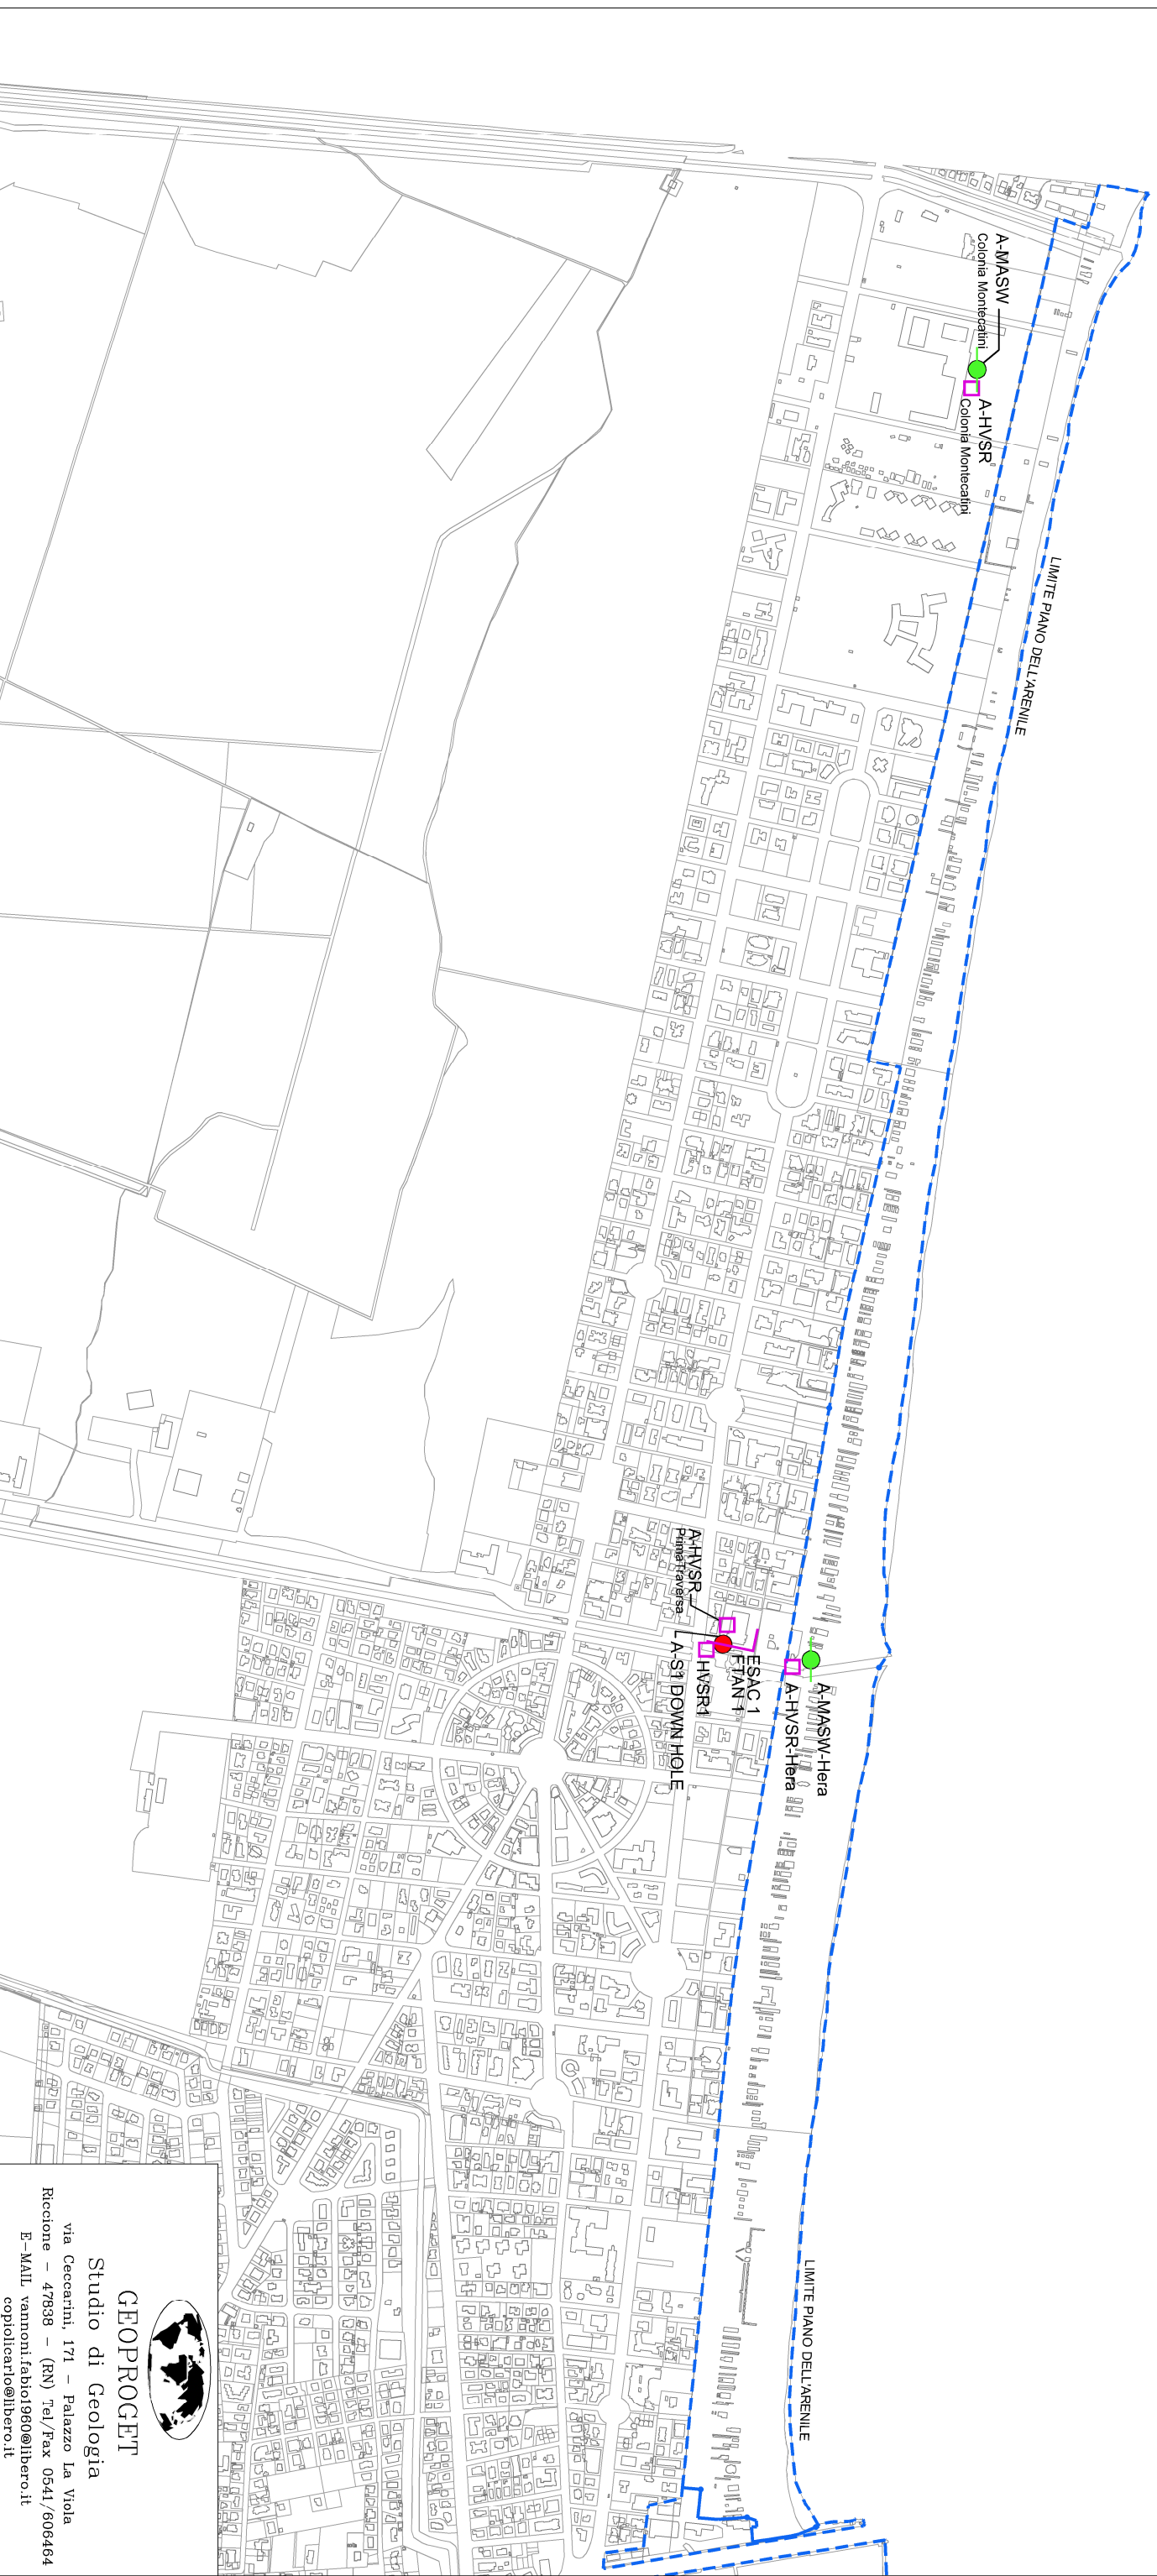 A-MASW
Colonia Montecatini
A-HVSR
Colonia Montecatini
LIMITE PIANO DELL'ARENILE
A-HVSR
Prima Traversa
ESAC 1
ETAN 1
HVSR1
A-S1 DOWN HOLE
A-MASW-Hera
A-HVSR-Hera
LIMITE PIANO DELL'ARENILE
GEOPROGET
Studio di Geologia
via Ceccarini, 171 - Palazzo La Viola
Riccione - 47838 - (RN) Tel/Fax 0541/606464
E-MAIL vannoni.fabio1960@libero.it
copiolicarlo@libero.it